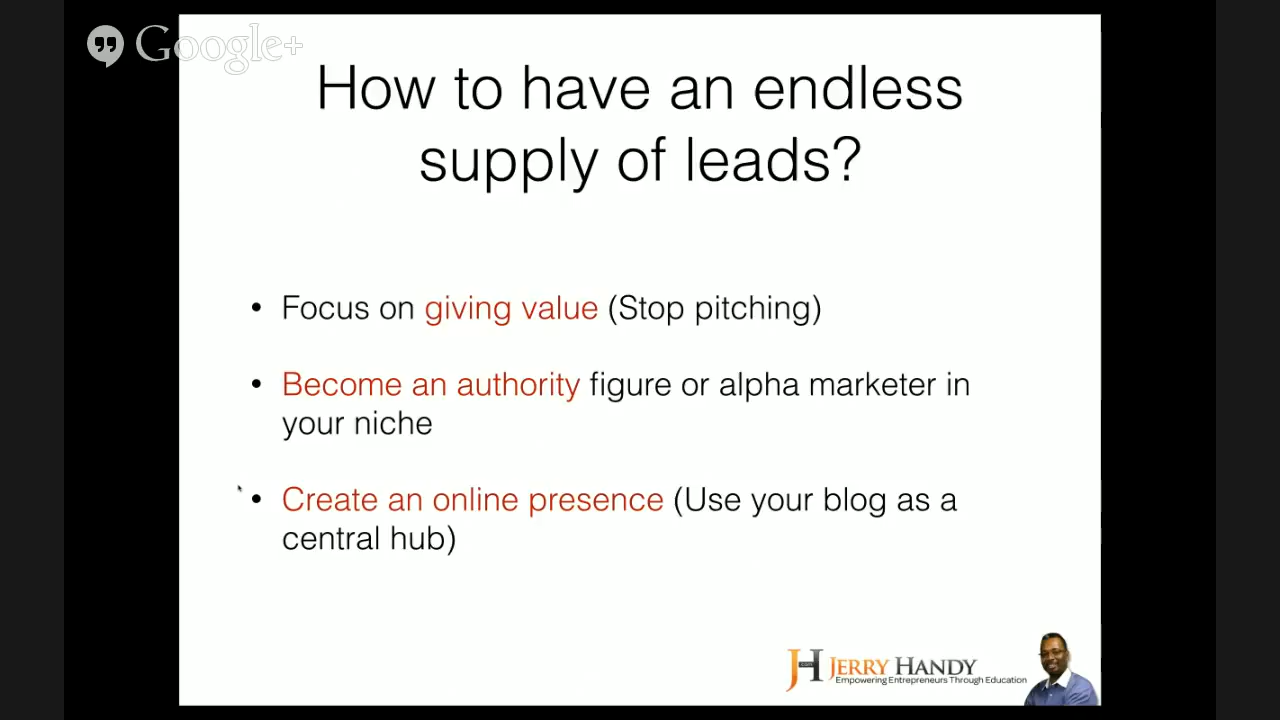 Google+
How to have an endless
supply of leads?
• Focus on giving value (Stop pitching)
• Become an authority figure or alpha marketer in
your niche
• Create an online presence (Use your blog as a
central hub)
JH JERRY HANDY
Empowering Entrepreneurs Through Education